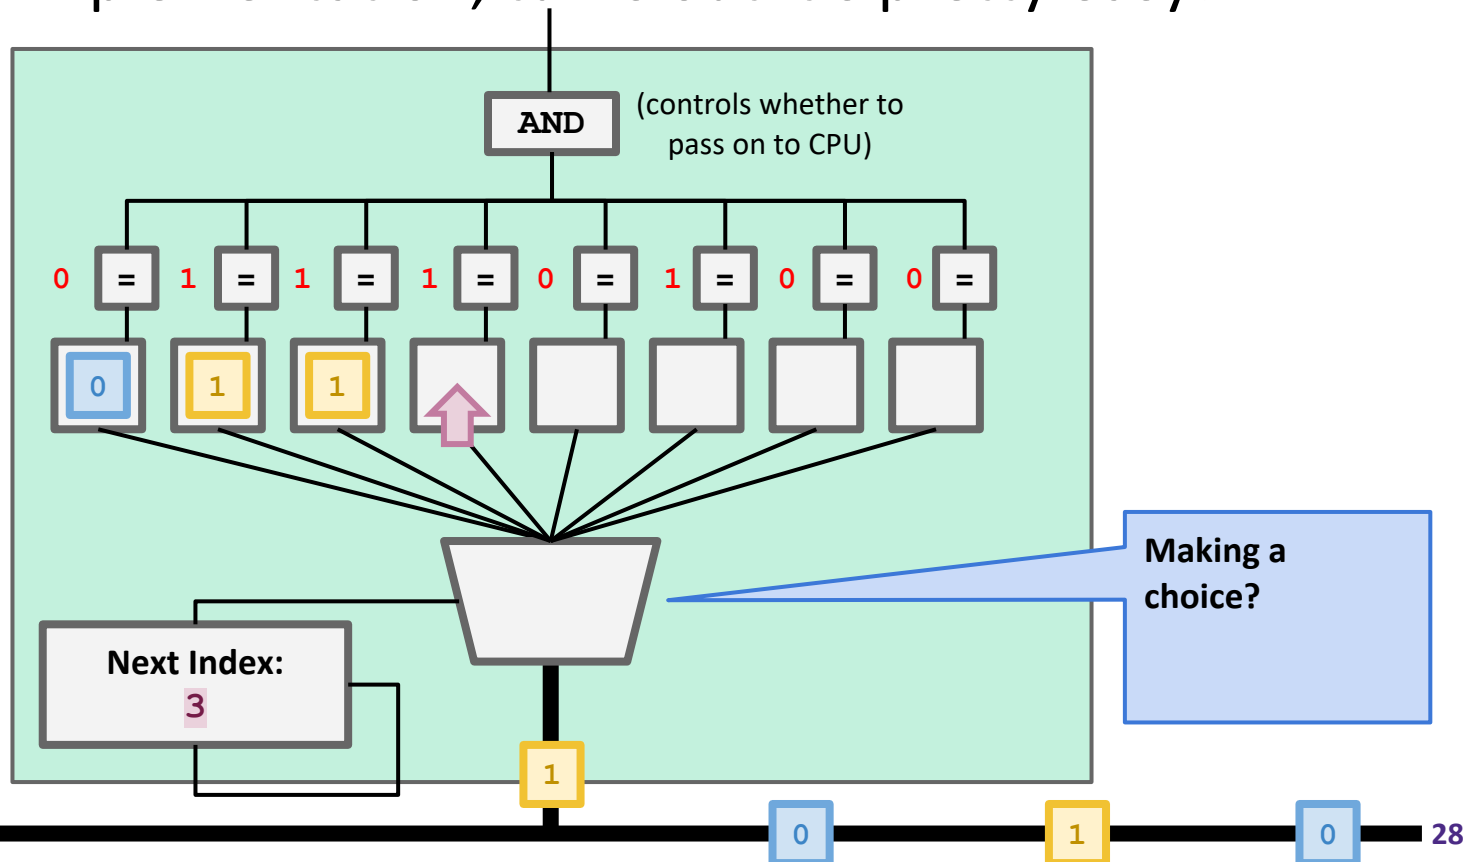 AND
(controls whether to
pass on to CPU)
0 = 1 = 1 = 1 = 0 = 1 = 0 = 0 =
0 1 1
Making a
choice?
Next Index:
3
1
0 1 0
28